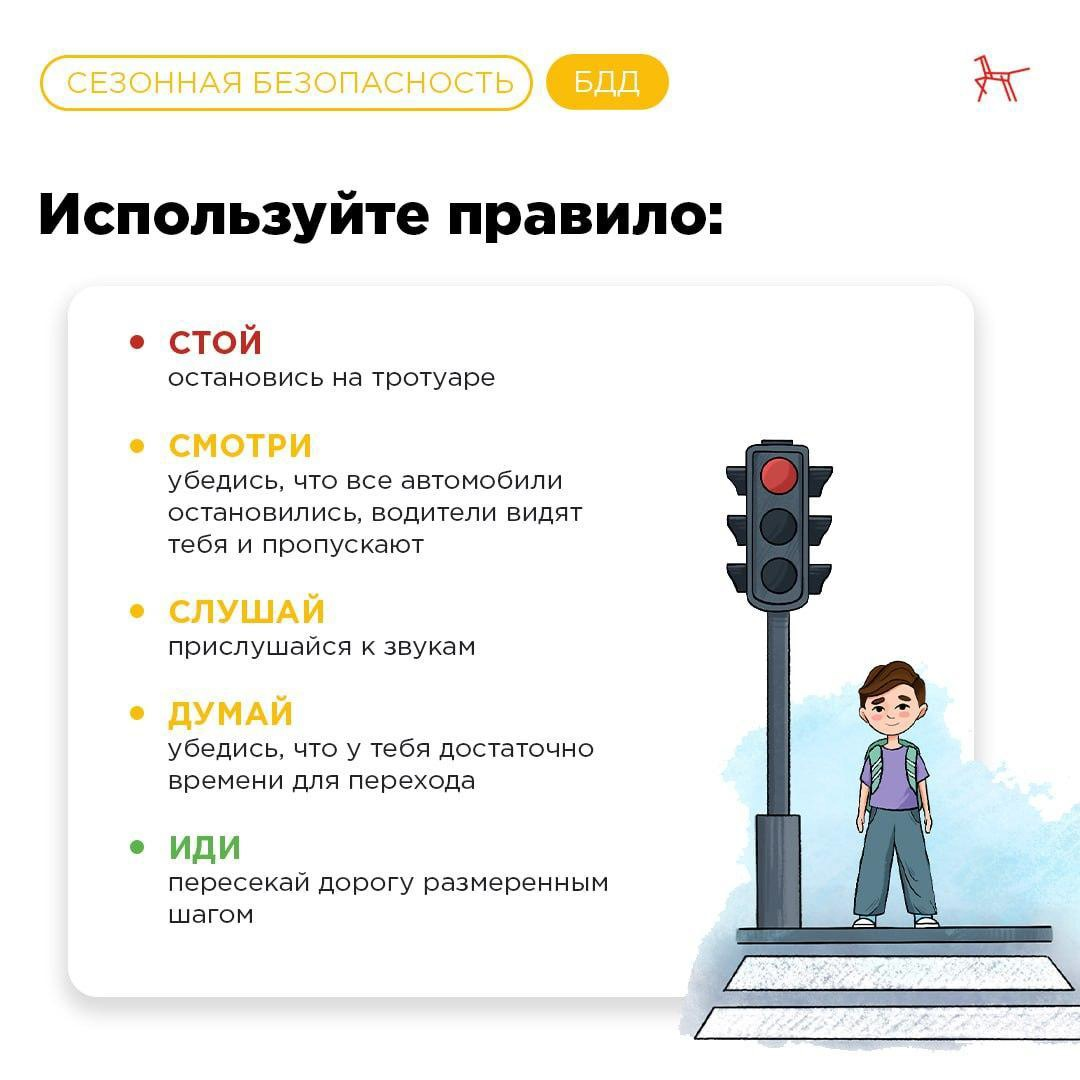 СЕЗОННАЯ БЕЗОПАСНОСТЬ БДД
Используйте правило:
• СТОЙ
остановись на тротуаре
• СМОТРИ
убедись, что все автомобили
остановились, водители видят
тебя и пропускают
• СЛУШАЙ
прислушайся к звукам
• ДУМАЙ
убедись, что у тебя достаточно
времени для перехода
• ИДИ
пересекай дорогу размеренным
шагом